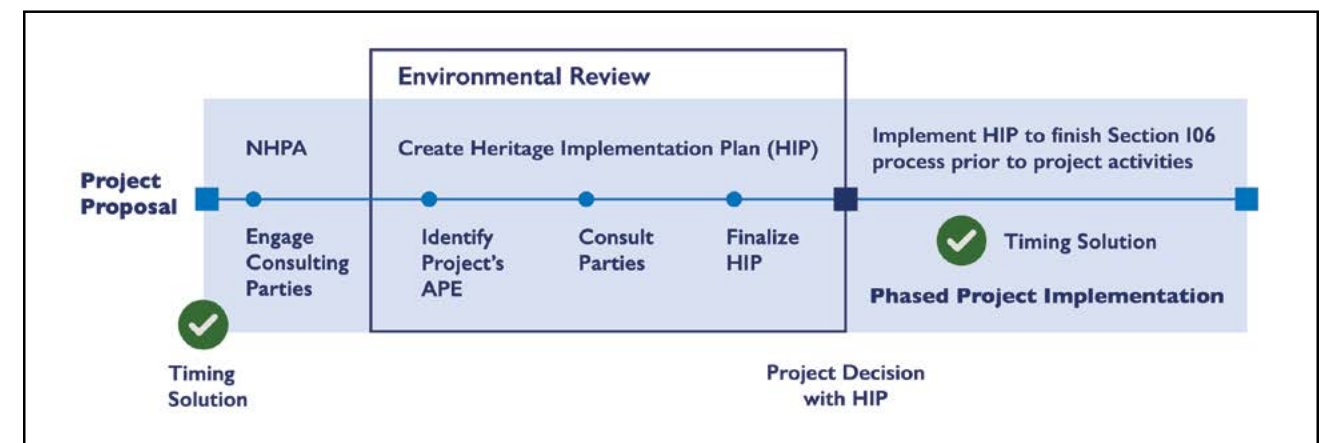 Environmental Review
NHPA
Create Heritage Implementation Plan (HIP)
Implement HIP to finish Section 106
process prior to project activities
Project
Proposal
Engage
Consulting
Parties
Identify
Project's
APE
Consult
Parties
Finalize
HIP
Timing Solution
Phased Project Implementation
Timing
Solution
Project Decision
with HIP